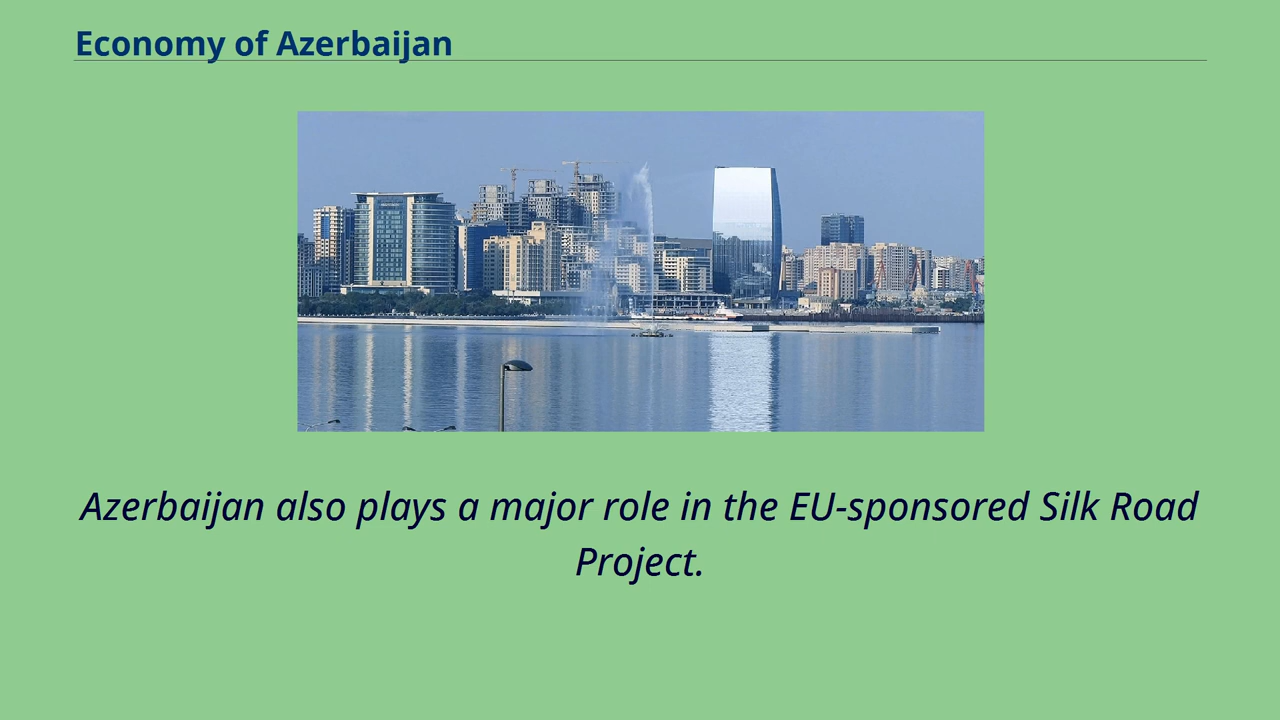 Economy of Azerbaijan
Azerbaijan also plays a major role in the EU-sponsored Silk Road
Project.